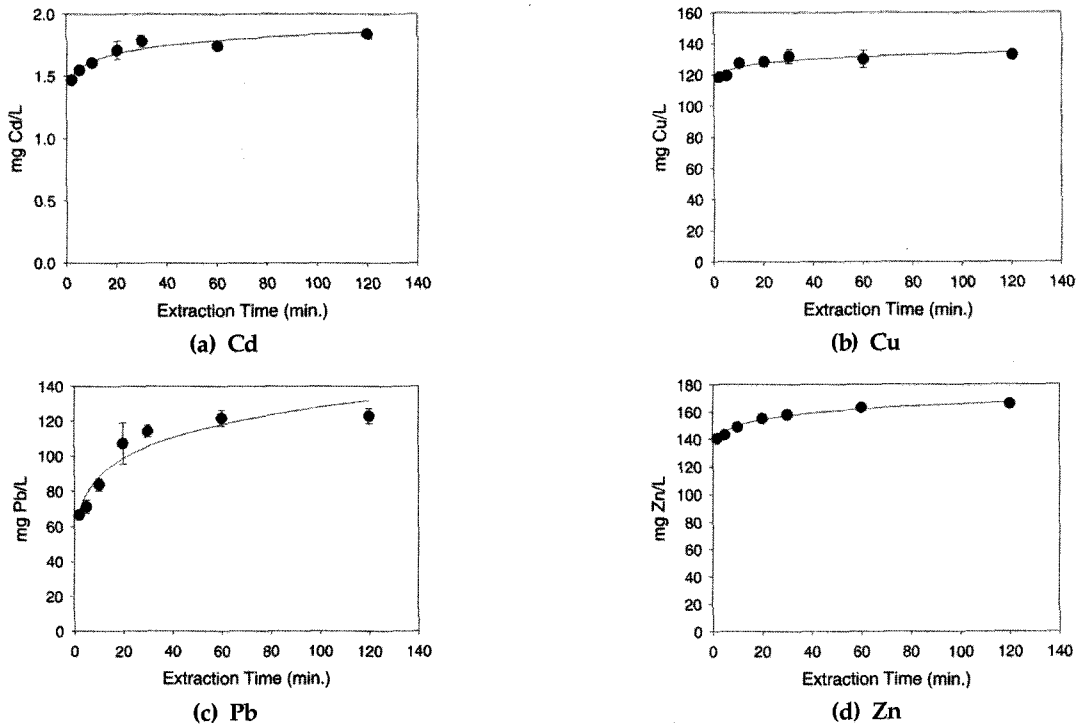 2.0
1.5
1.0
0.5
0.0
mg Cd/L
0 20 40 60 80 100 120 140
Extraction Time (min.)
(a) Cd
160
140
120
100
80
60
40
20
0
mg Cu/L
0 20 40 60 80 100 120 140
Extraction Time (min.)
(b) Cu
140
120
100
80
60
40
20
0
mg Pb/L
0 20 40 60 80 100 120 140
Extraction Time (min.)
(c) Pb
180
160
140
120
100
80
60
40
20
0
mg Zn/L
0 20 40 60 80 100 120 140
Extraction Time (min.)
(d) Zn